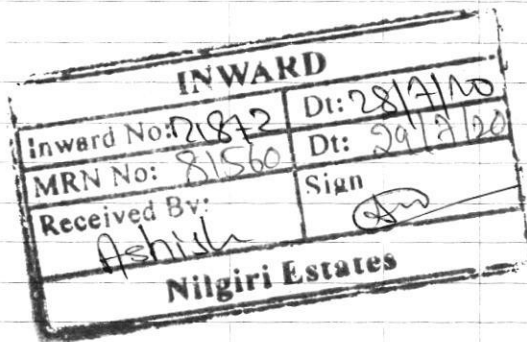 INWARD
Inward No: 21872 Dt: 28/7/20
MRN No: 81560 Dt: 29/7/20
Received By: Sign
Ashish
Nilgiri Estates